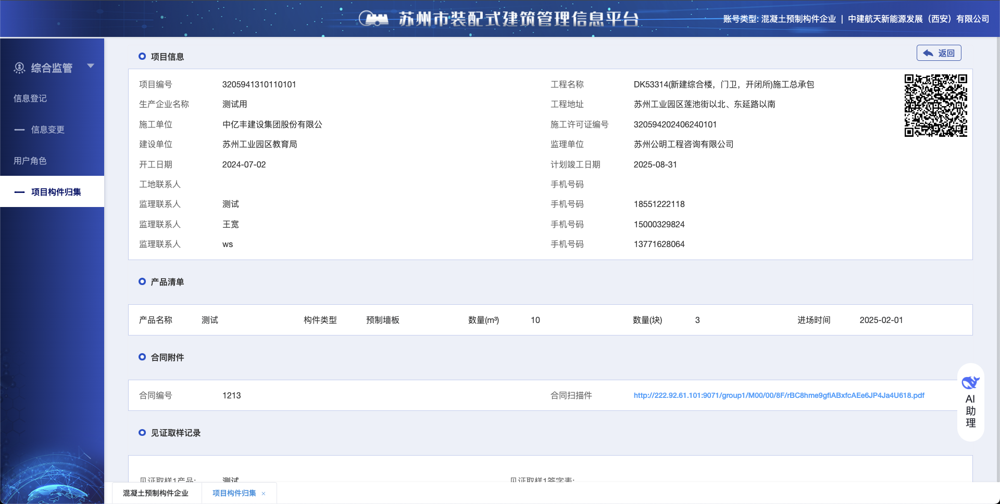 苏州市装配式建筑管理信息平台
账号类型: 混凝土预制构件企业 | 中建航天新能源发展（西安）有限公司
综合监管
信息登记
信息变更
用户角色
项目构件归集
项目信息
返回
项目编号 3205941310110101 工程名称 DK53314(新建综合楼，门卫，开闭所)施工总承包
生产企业名称 测试用 工程地址 苏州工业园区莲池街以北、东延路以南
施工单位 中亿丰建设集团股份有限公 施工许可证编号 320594202406240101
建设单位 苏州工业园区教育局 监理单位 苏州公明工程咨询有限公司
开工日期 2024-07-02 计划竣工日期 2025-08-31
工地联系人 手机号码
监理联系人 测试 手机号码 18551222118
监理联系人 王宽 手机号码 15000329824
监理联系人 ws 手机号码 13771628064
产品清单
产品名称 测试 构件类型 预制墙板 数量(m³) 10 数量(块) 3 进场时间 2025-02-01
合同附件
合同编号 1213 合同扫描件 http://222.92.61.101:9071/group1/M00/00/8F/rBC8hme9gfiABxfcAEe6JP4Ja4U618.pdf
AI
助
理
见证取样记录
见证取样1产品: 测试 见证取样1签字表:
混凝土预制构件企业 项目构件归集 ×